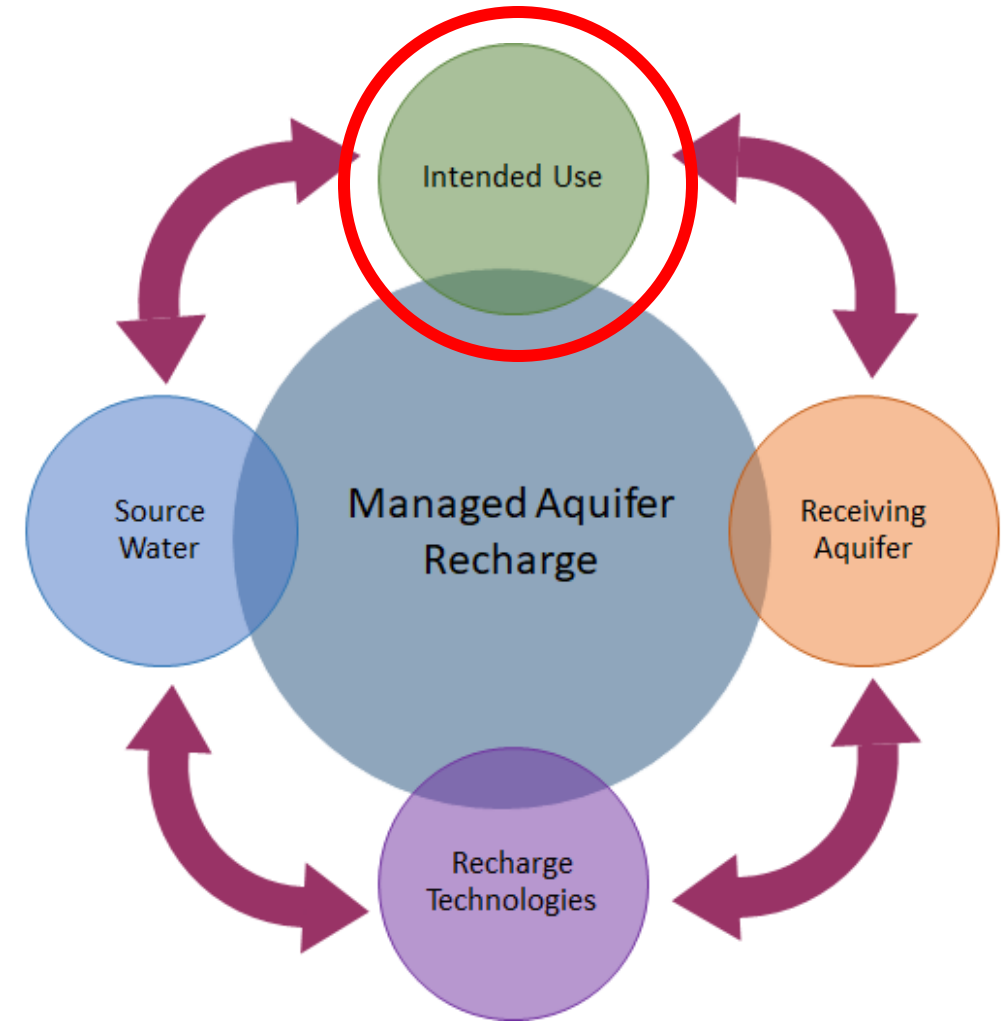 Intended Use
Source
Water
Managed Aquifer
Recharge
Receiving
Aquifer
Recharge
Technologies